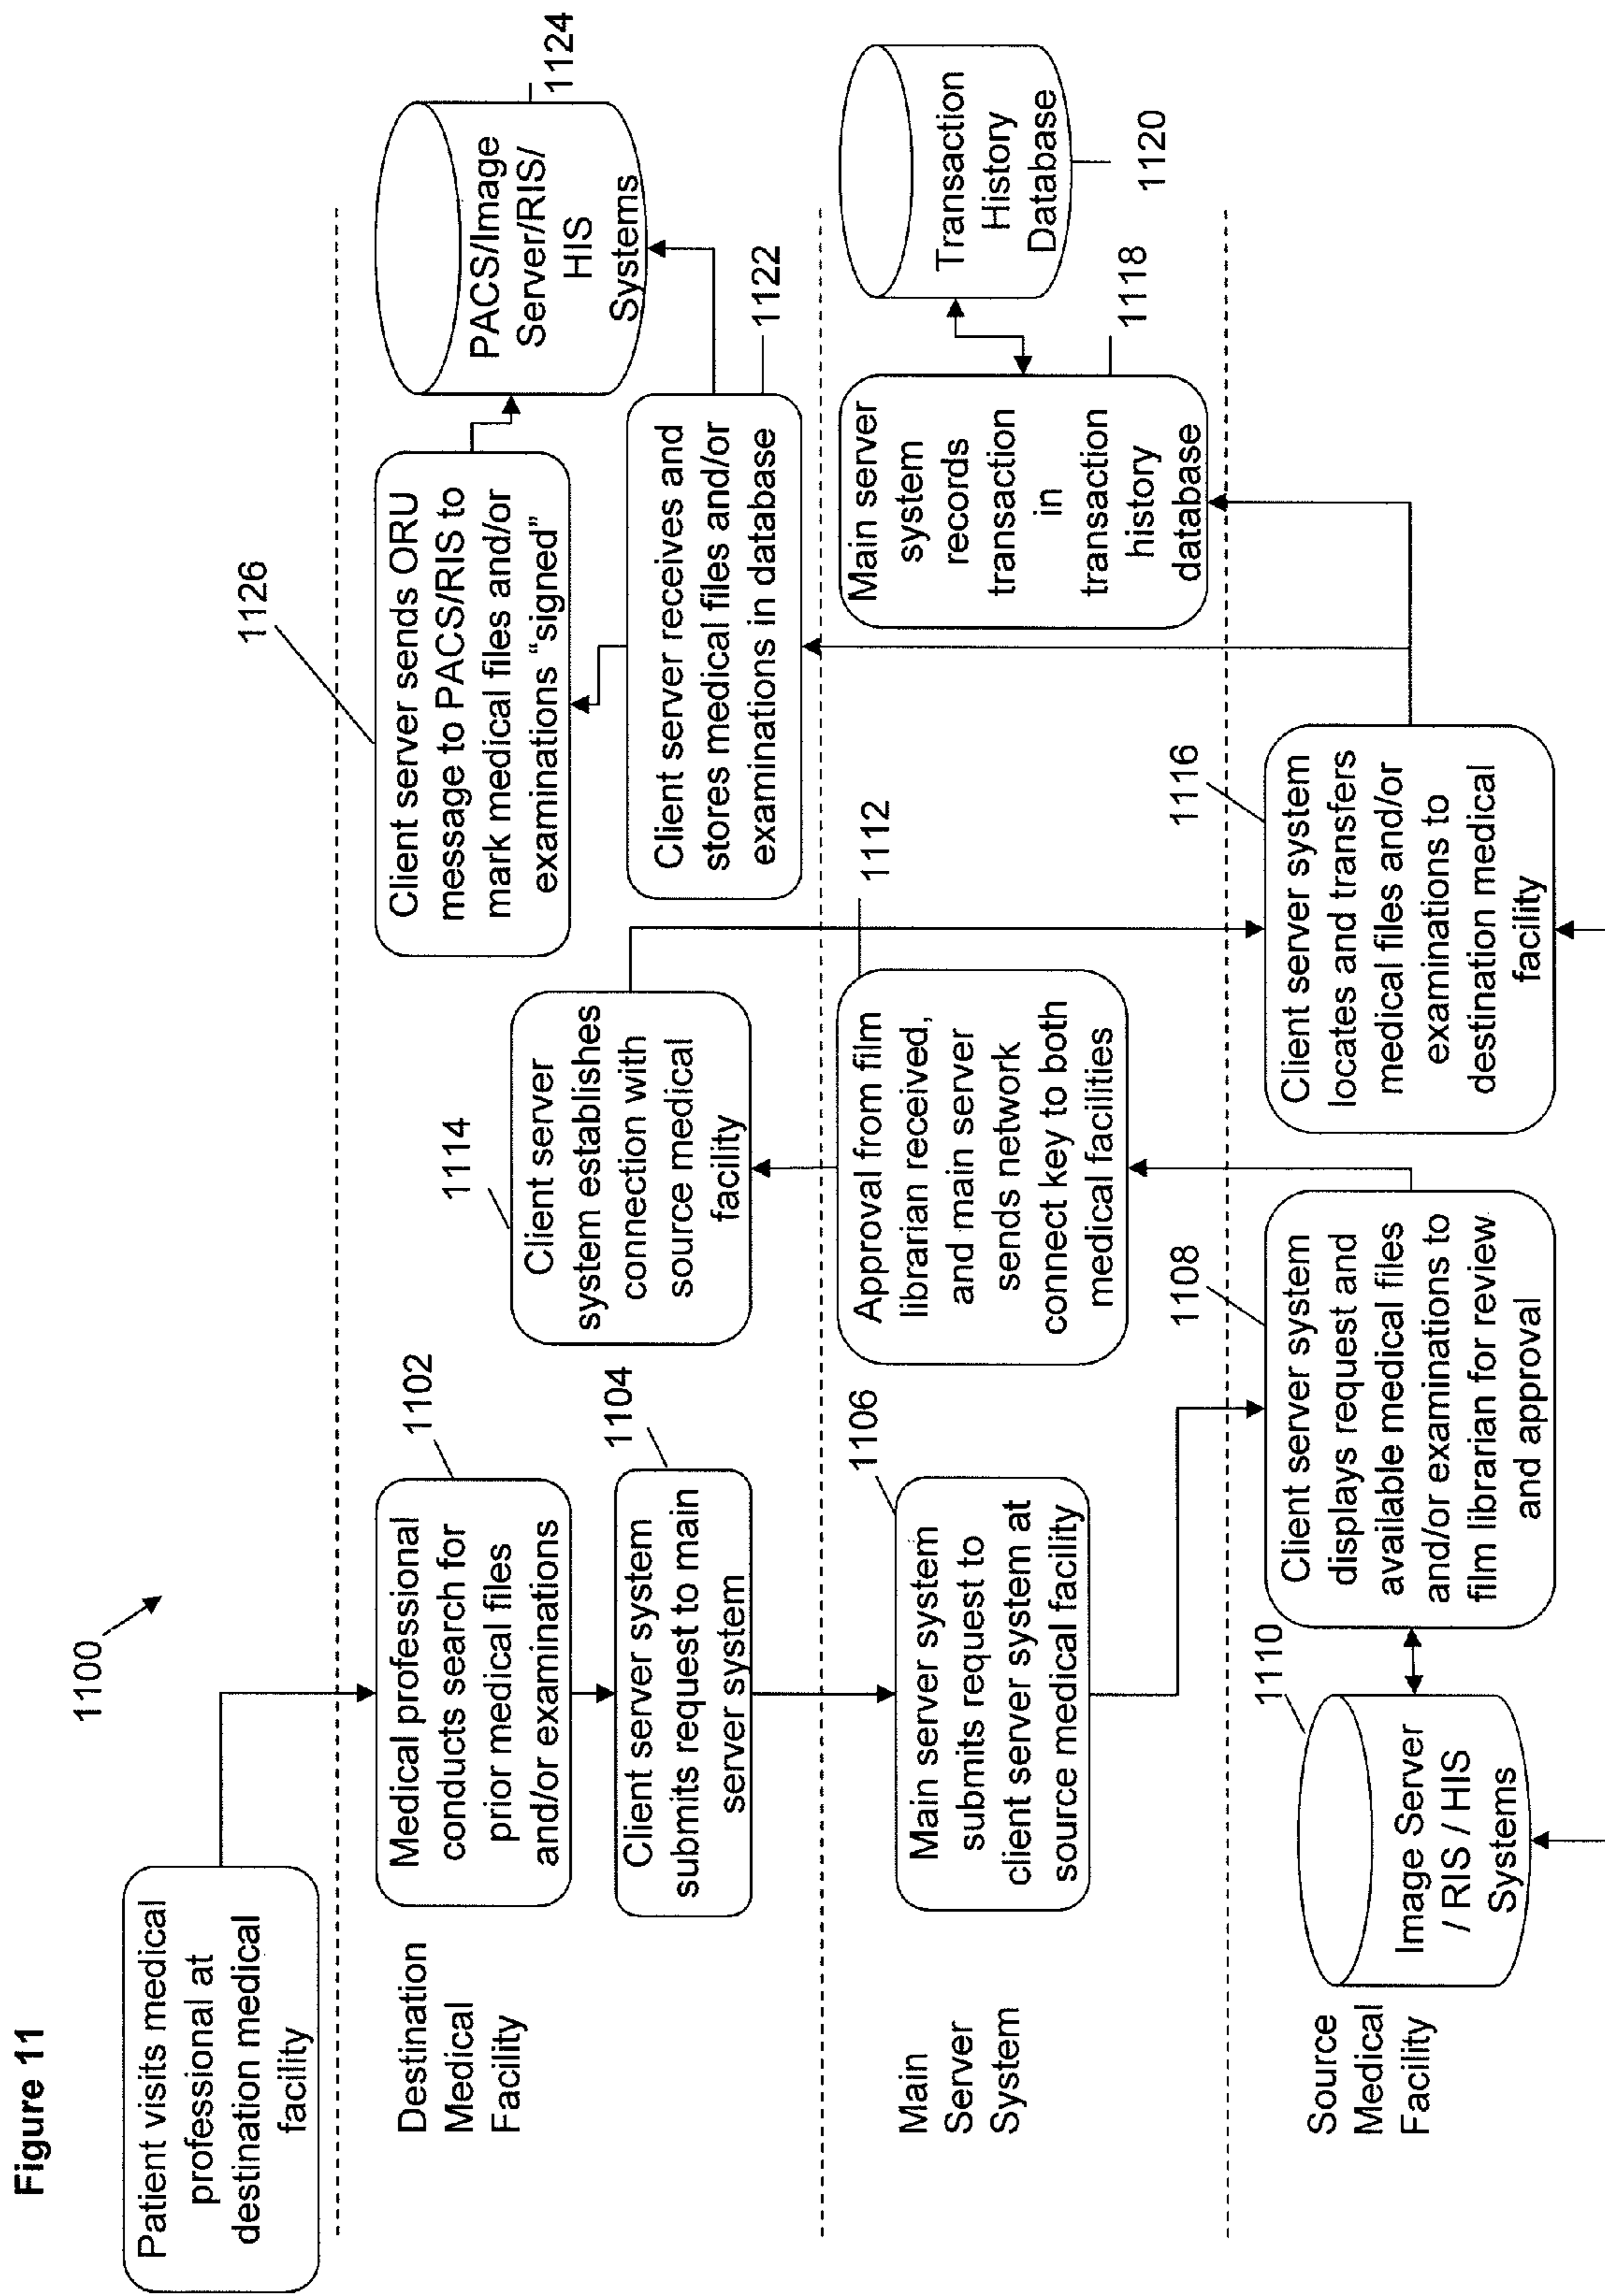 Figure 11
1100
Patient visits medical
professional at
destination medical
facility
Destination
Medical
Facility
Medical professional
conducts search for
prior medical files
and/or examinations
1102
Client server system
submits request to main
server system
1104
Client server
system establishes
connection with
source medical
facility
1114
Client server sends ORU
message to PACS/RIS to
mark medical files and/or
examinations “signed”
1126
Client server receives and
stores medical files and/or
examinations in database
1122
PACS/Image
Server/RIS/
HIS
Systems
1124
Main
Server
System
Main server system
submits request to
client server system at
source medical facility
1106
Approval from film
librarian received,
and main server
sends network
connect key to both
medical facilities
1112
Main server
system
records
transaction
in
transaction
history
database
1118
Transaction
History
Database
1120
Source
Medical
Facility
Image Server
/ RIS / HIS
Systems
1110
Client server system
displays request and
available medical files
and/or examinations to
film librarian for review
and approval
1108
Client server system
locates and transfers
medical files and/or
examinations to
destination medical
facility
1116